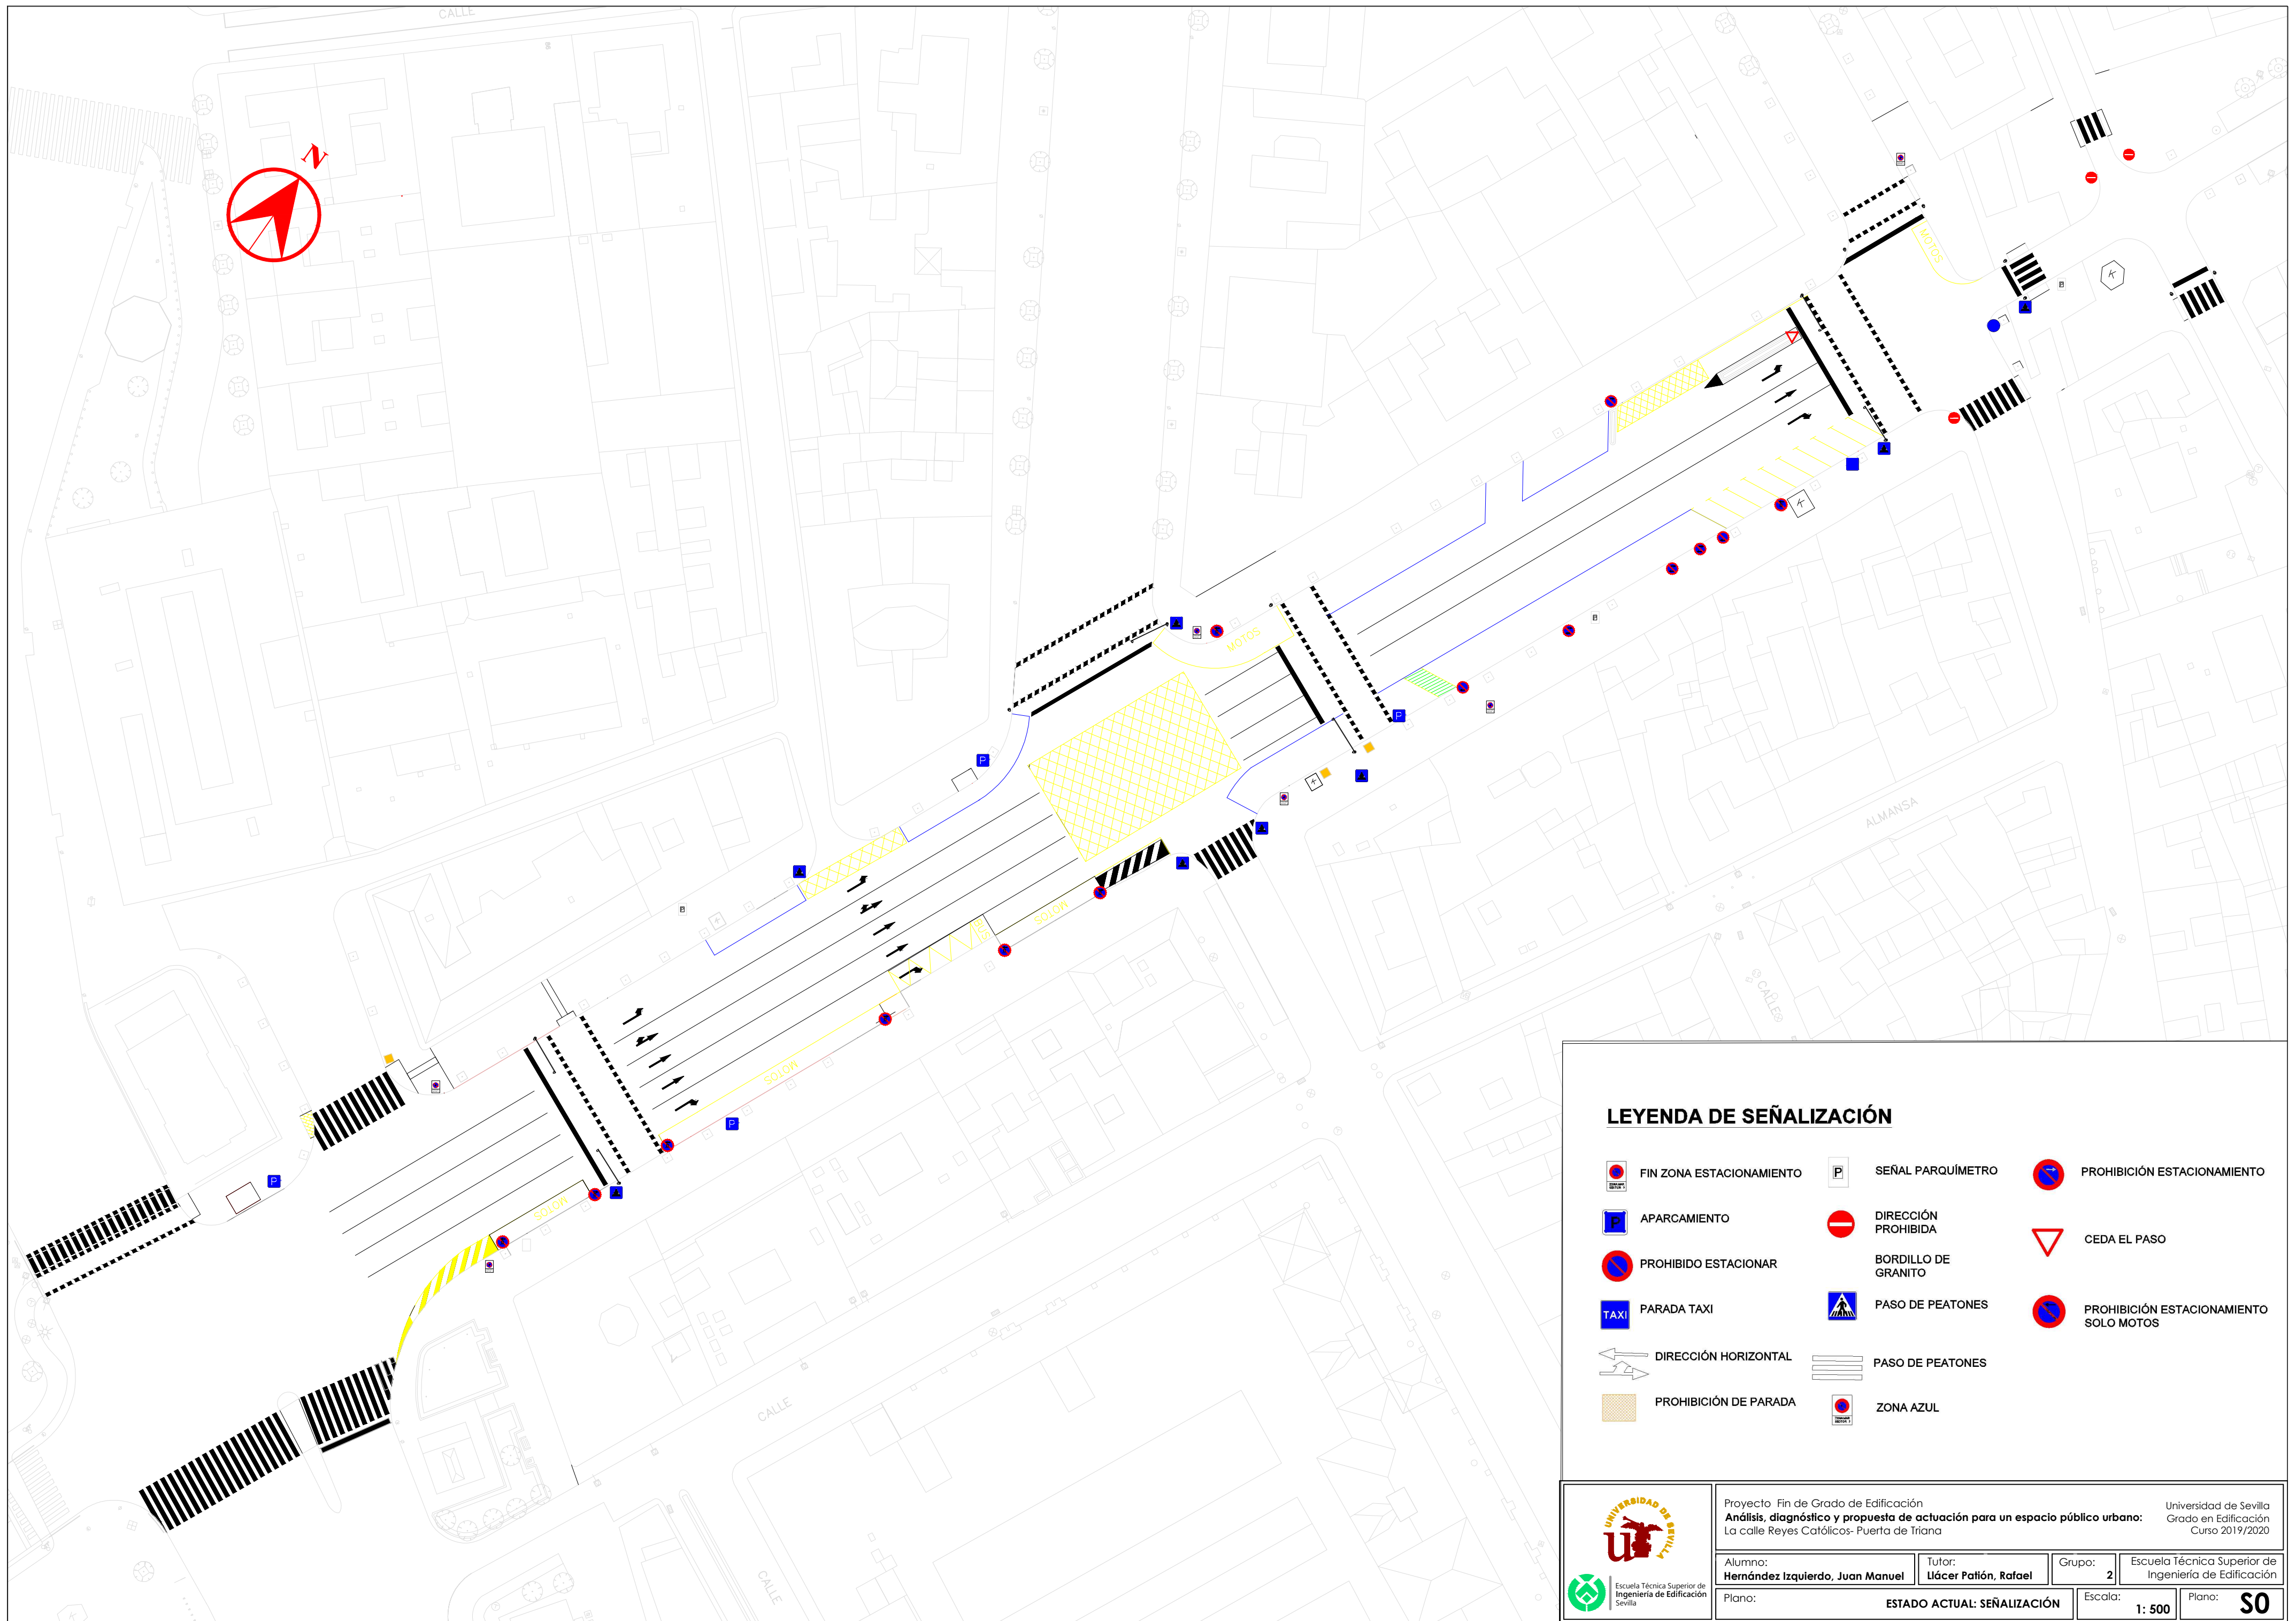 CALLE
N
MOTOS
K
K
MOTOS
P
P
K
ALMANSA
MOTOS
CALLE
MOTOS
P
P
MOTOS
CALLE
CALLE
LEYENDA DE SEÑALIZACIÓN
FIN ZONA ESTACIONAMIENTO
P SEÑAL PARQUÍMETRO
PROHIBICIÓN ESTACIONAMIENTO
P APARCAMIENTO
DIRECCIÓN
PROHIBIDA
CEDA EL PASO
PROHIBIDO ESTACIONAR
BORDILLO DE
GRANITO
TAXI PARADA TAXI
PASO DE PEATONES
PROHIBICIÓN ESTACIONAMIENTO
SOLO MOTOS
DIRECCIÓN HORIZONTAL
PASO DE PEATONES
PROHIBICIÓN DE PARADA
ZONA AZUL
UNIVERSIDAD DE SEVILLA
Escuela Técnica Superior de
Ingeniería de Edificación
Sevilla
Proyecto Fin de Grado de Edificación
Análisis, diagnóstico y propuesta de actuación para un espacio público urbano:
La calle Reyes Católicos- Puerta de Triana
Universidad de Sevilla
Grado en Edificación
Curso 2019/2020
Alumno:
Hernández Izquierdo, Juan Manuel
Tutor:
Llácer Patión, Rafael
Grupo:
2
Escuela Técnica Superior de
Ingeniería de Edificación
Plano:
ESTADO ACTUAL: SEÑALIZACIÓN
Escala:
1: 500
Plano:
S0